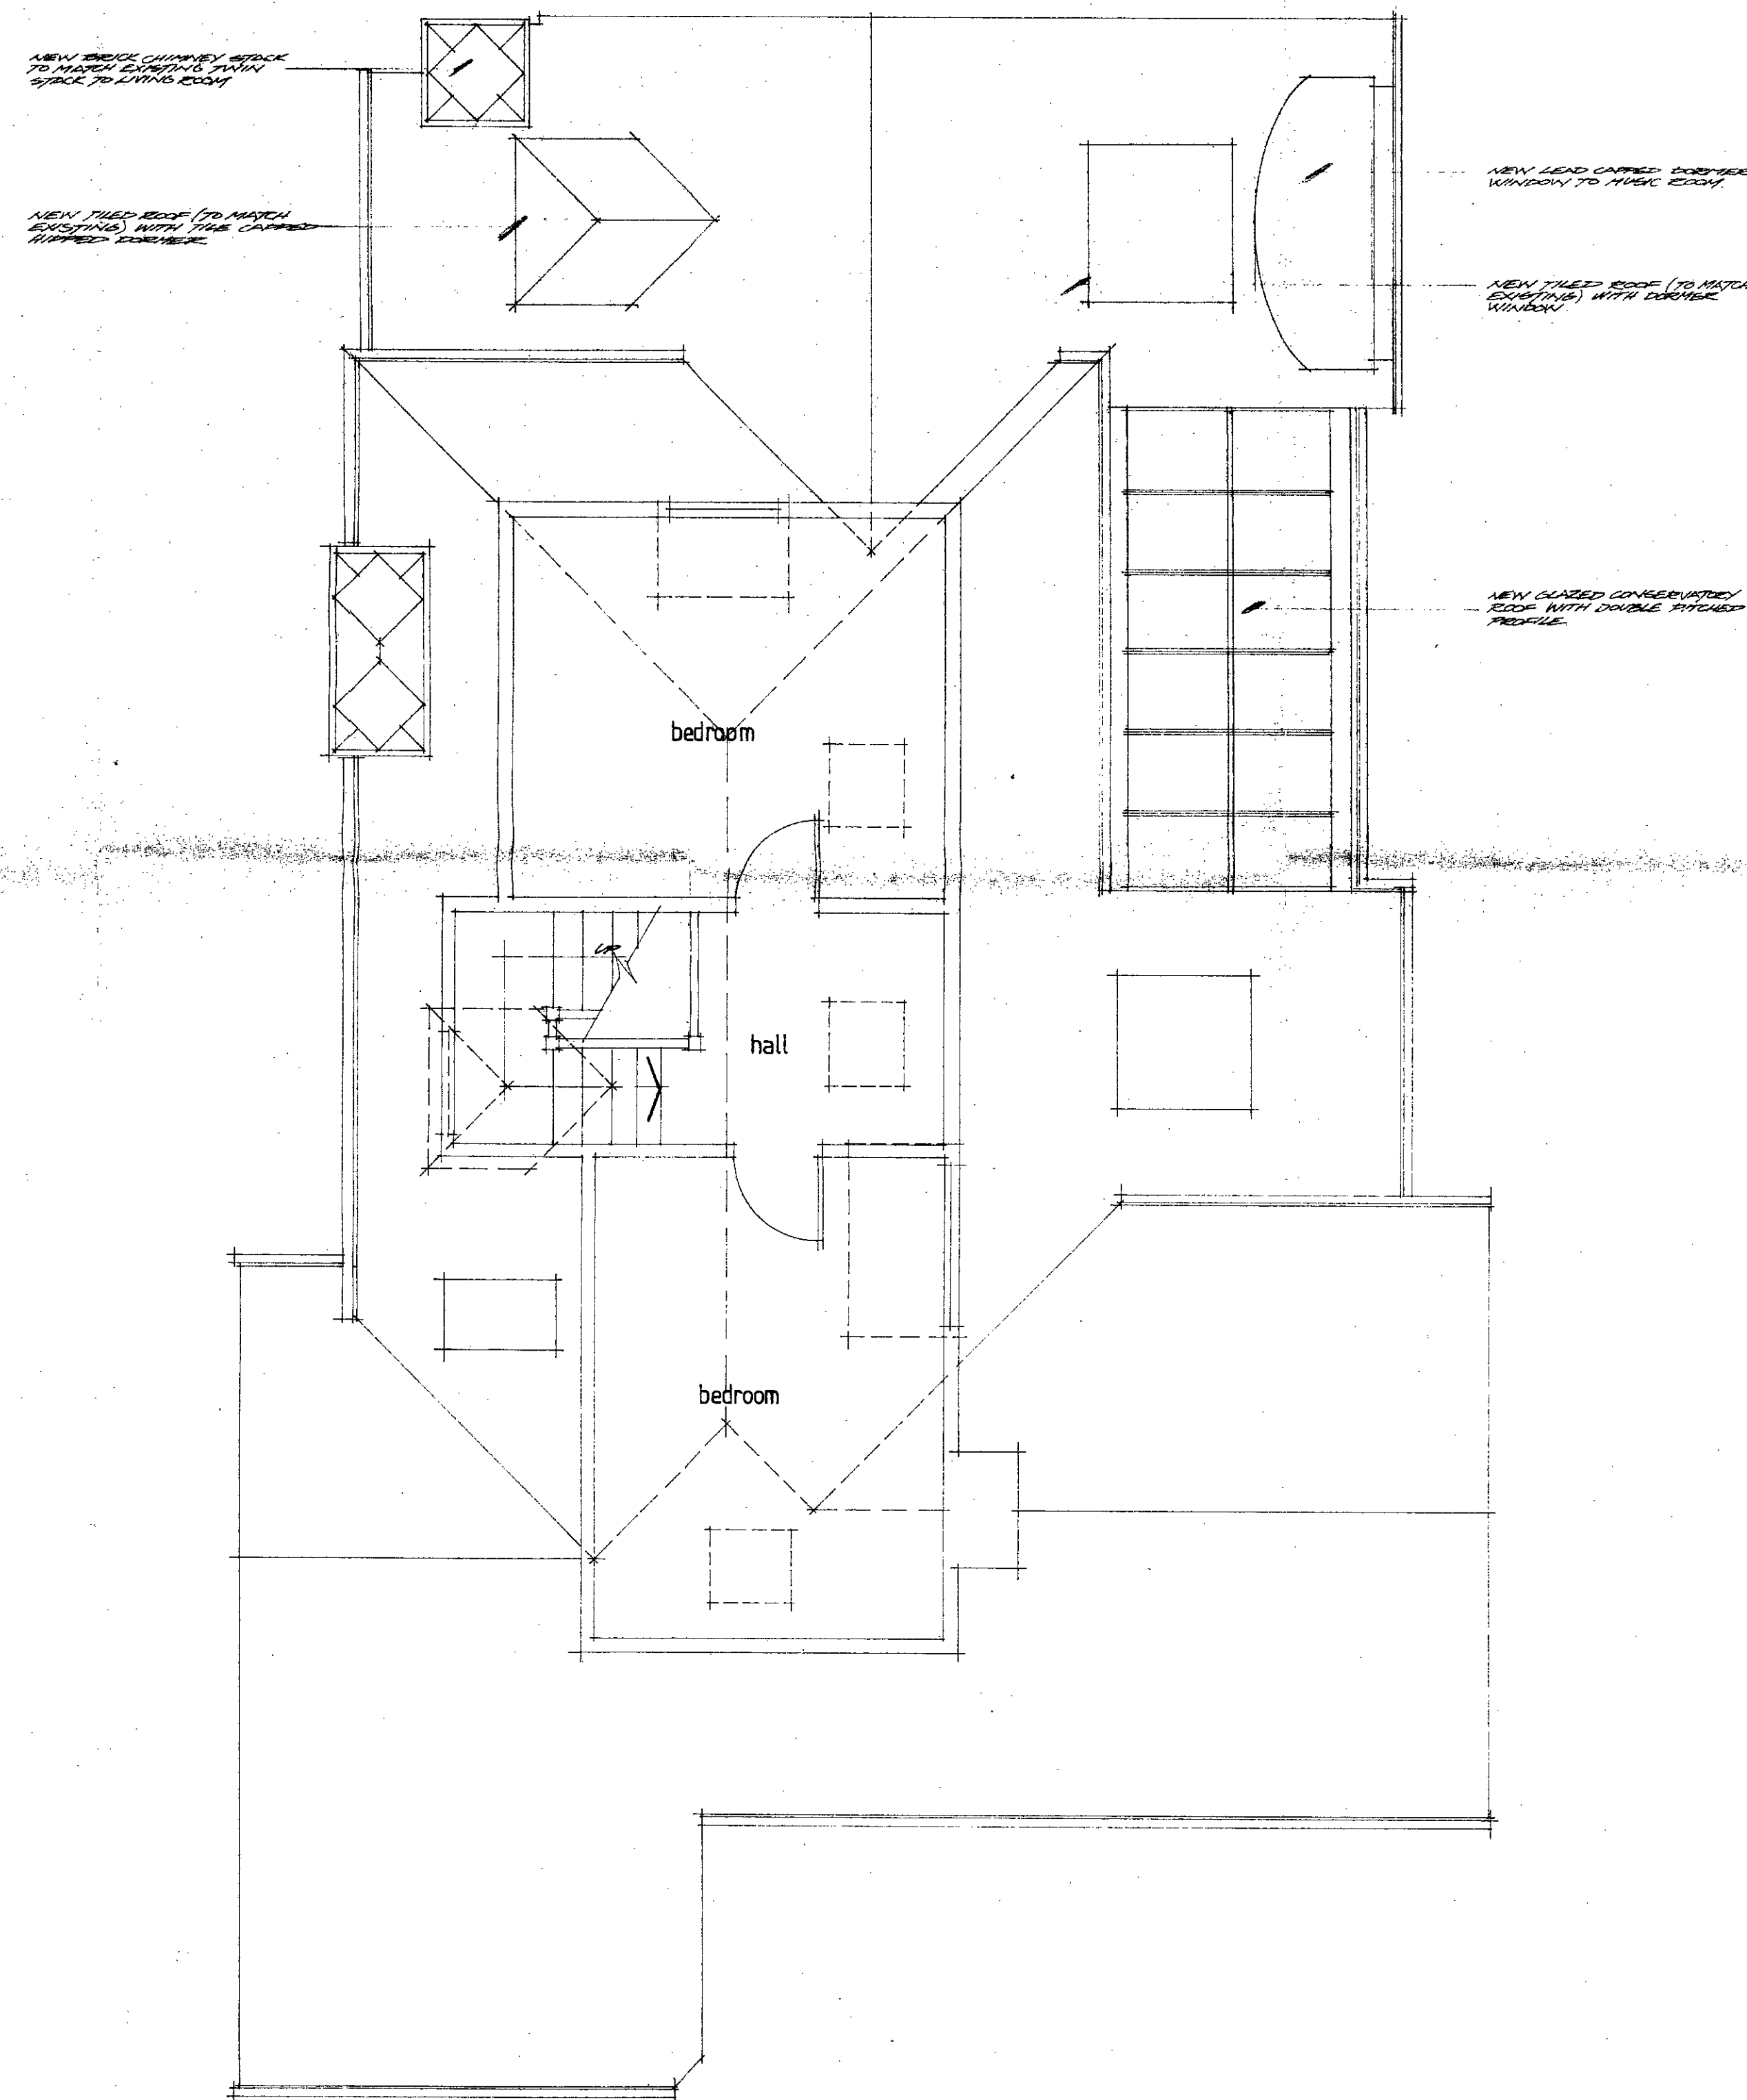 NEW BRICK CHIMNEY STACK
TO MATCH EXISTING TWIN
STACK TO LIVING ROOM
NEW TILED ROOF (TO MATCH
EXISTING) WITH TILE CAPPED
HIPPED DORMER
NEW LEAD CAPPED DORMER
WINDOW TO MUSIC ROOM.
NEW TILED ROOF (TO MATCH
EXISTING) WITH DORMER
WINDOW
NEW GLAZED CONSERVATORY
ROOF WITH DOUBLE PITCHED
PROFILE.
bedroom
UP
hall
bedroom